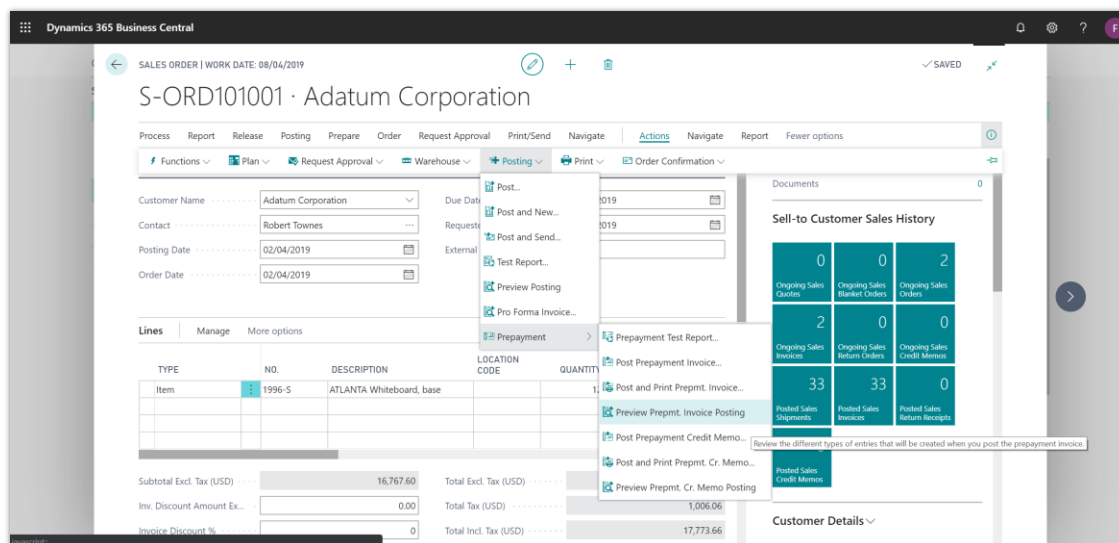 Dynamics 365 Business Central
?
F
SALES ORDER | WORK DATE: 08/04/2019
SAVED
S-ORD101001 · Adatum Corporation
Process Report Release Posting Prepare Order Request Approval Print/Send Navigate Actions Navigate Report Fewer options
Functions Plan Request Approval Warehouse Posting Print Order Confirmation
Customer Name Adatum Corporation
Contact Robert Townes
Posting Date 02/04/2019
Order Date 02/04/2019
Due Dat 2019
Requeste 2019
External
Post...
Post and New...
Post and Send...
Test Report...
Preview Posting
Pro Forma Invoice...
Prepayment
Prepayment Test Report...
Post Prepayment Invoice...
Post and Print Prepmt. Invoice...
Preview Prepmt. Invoice Posting
Post Prepayment Credit Memo...
Post and Print Prepmt. Cr. Memo...
Preview Prepmt. Cr. Memo Posting
Review the different types of entries that will be created when you post the prepayment invoice.
Lines Manage More options
TYPE NO. DESCRIPTION LOCATION CODE QUANTITY
Item 1996-S ATLANTA Whiteboard, base
Subtotal Excl. Tax (USD) 16,767.60
Inv. Discount Amount Ex... 0.00
Invoice Discount % 0
Total Excl. Tax (USD)
Total Tax (USD) 1,006.06
Total Incl. Tax (USD) 17,773.66
Documents 0
Sell-to Customer Sales History
0 Ongoing Sales Quotes
0 Ongoing Sales Blanket Orders
2 Ongoing Sales Orders
2 Ongoing Sales Invoices
0 Ongoing Sales Return Orders
0 Ongoing Sales Credit Memos
33 Posted Sales Shipments
33 Posted Sales Invoices
0 Posted Sales Return Receipts
Posted Sales Credit Memos
Customer Details